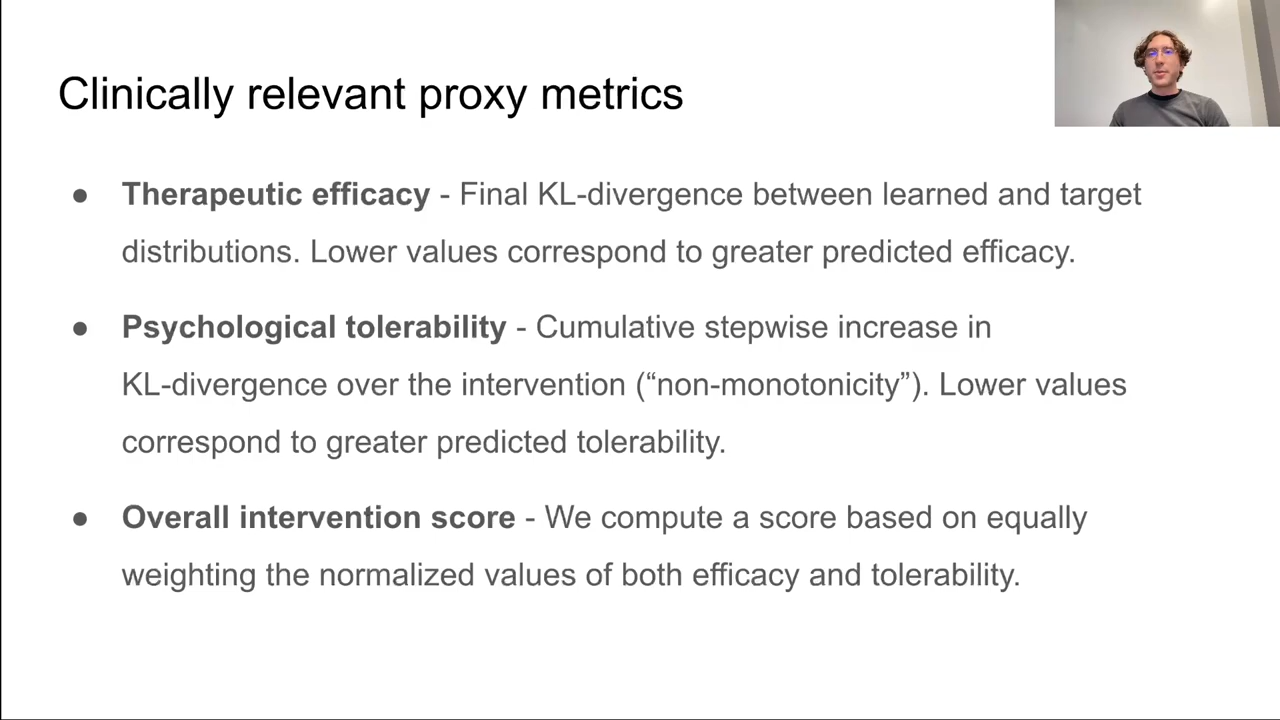 Clinically relevant proxy metrics
● Therapeutic efficacy - Final KL-divergence between learned and target
distributions. Lower values correspond to greater predicted efficacy.
● Psychological tolerability - Cumulative stepwise increase in
KL-divergence over the intervention (“non-monotonicity”). Lower values
correspond to greater predicted tolerability.
● Overall intervention score - We compute a score based on equally
weighting the normalized values of both efficacy and tolerability.